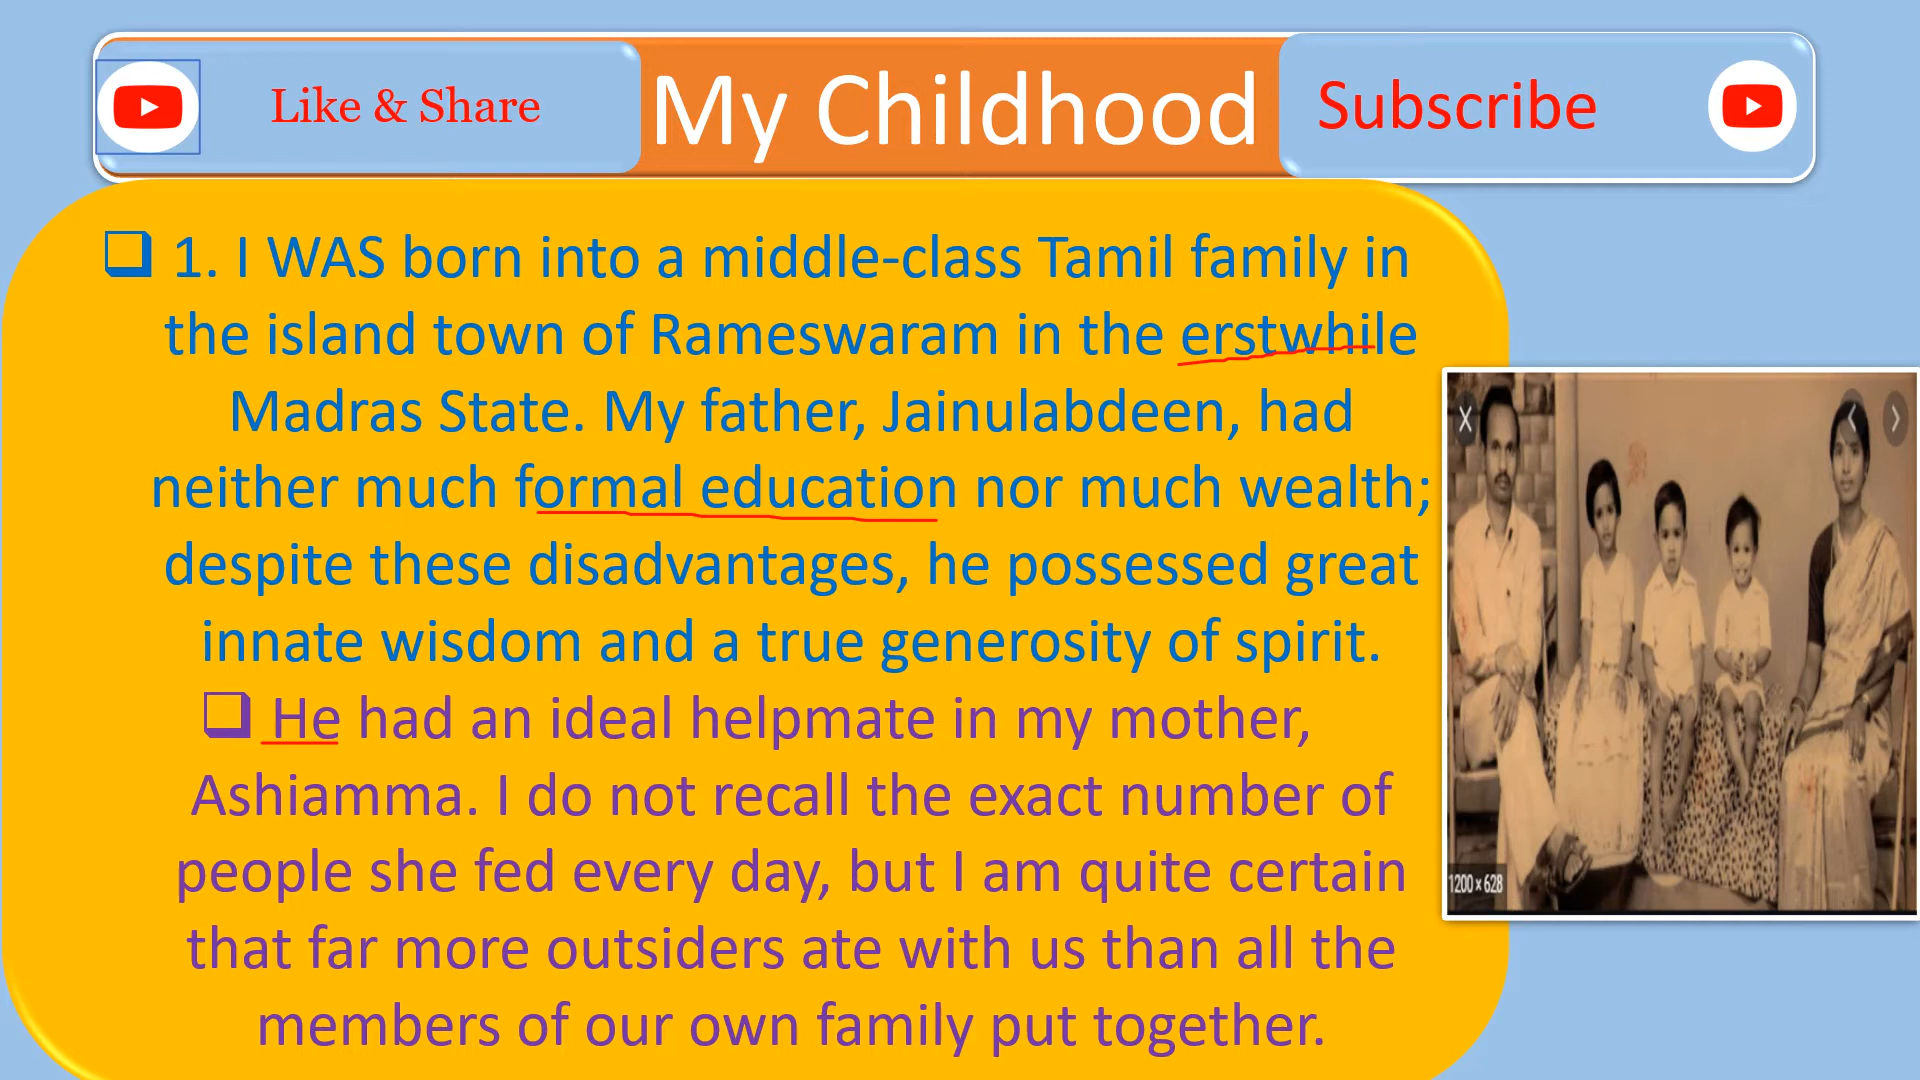 Like & Share
My Childhood
Subscribe
1. I WAS born into a middle-class Tamil family in
the island town of Rameswaram in the erstwhile
Madras State. My father, Jainulabdeen, had
neither much formal education nor much wealth;
despite these disadvantages, he possessed great
innate wisdom and a true generosity of spirit.
He had an ideal helpmate in my mother,
Ashiamma. I do not recall the exact number of
people she fed every day, but I am quite certain
that far more outsiders ate with us than all the
members of our own family put together.
1200 × 628